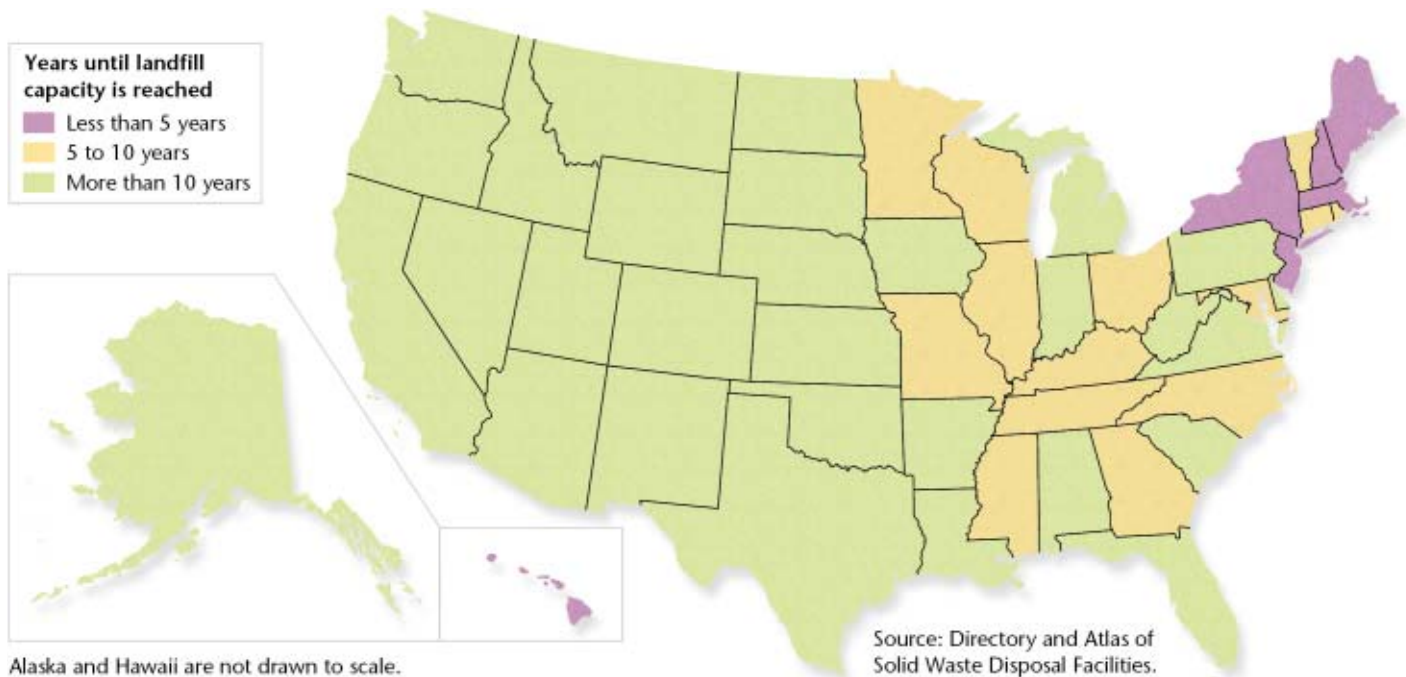 Years until landfill
capacity is reached
Less than 5 years
5 to 10 years
More than 10 years
Alaska and Hawaii are not drawn to scale.
Source: Directory and Atlas of
Solid Waste Disposal Facilities.